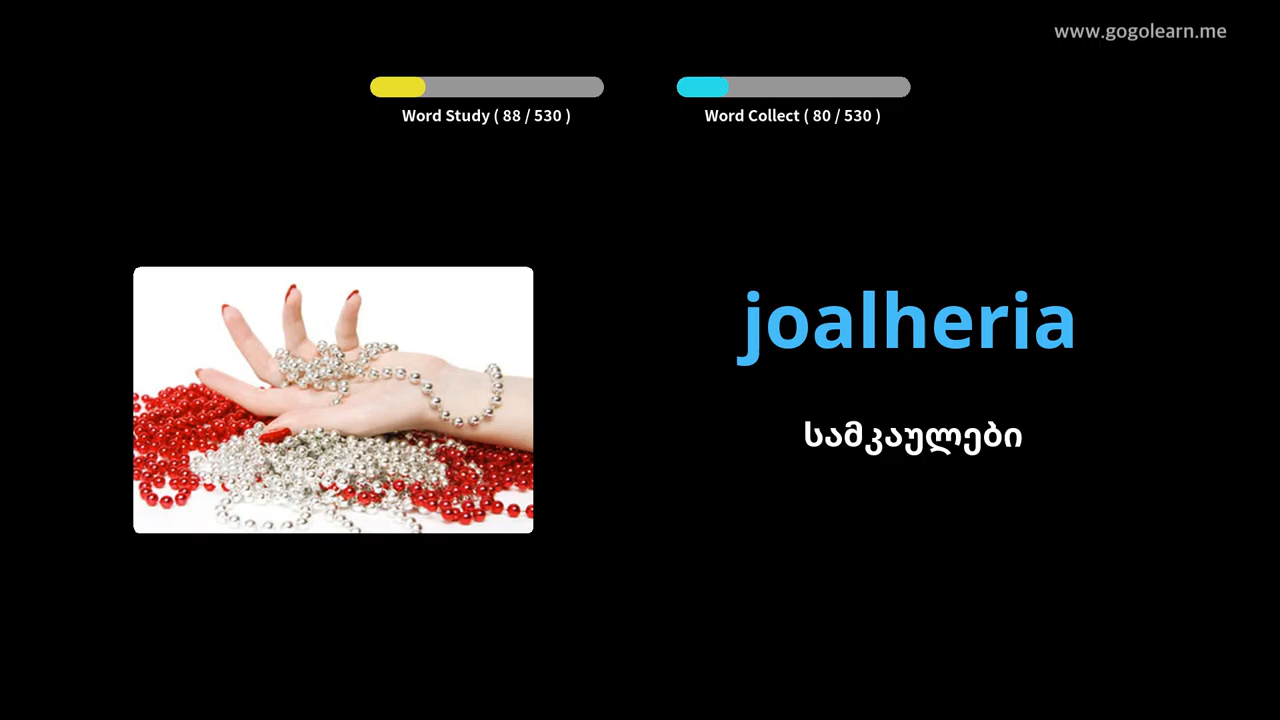 www.gogolearn.me
Word Study ( 88 / 530 )
Word Collect ( 80 / 530 )
joalheria
სამკაულები